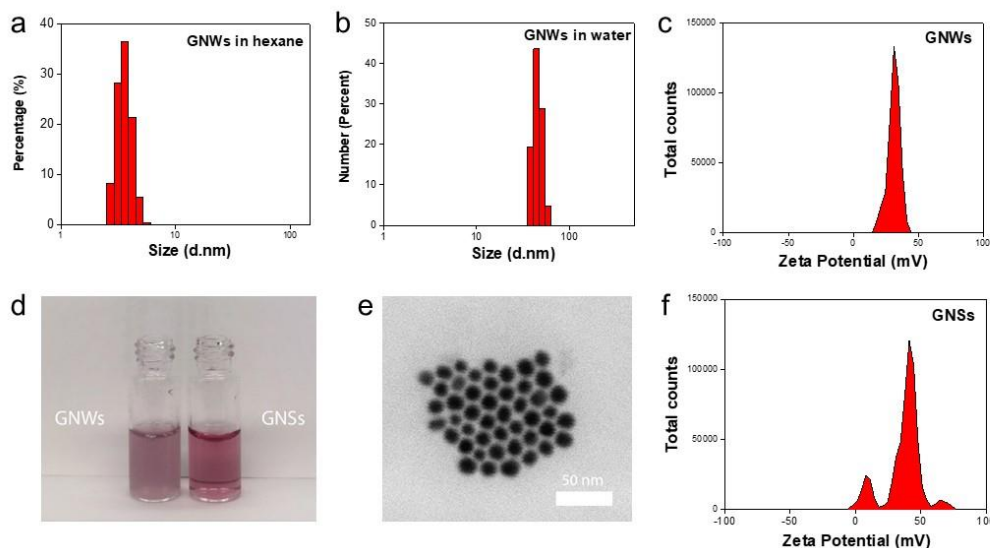 a
GNWs in hexane
Percentage (%)
40
30
20
10
0
1
10
100
Size (d.nm)
b
GNWs in water
Number (Percent)
50
40
30
20
10
0
1
10
100
Size (d.nm)
c
GNWs
Total counts
150000
100000
50000
0
-100
-50
0
50
100
Zeta Potential (mV)
d
GNWs
GNSs
e
50 nm
f
GNSs
Total counts
150000
100000
50000
0
-100
-50
0
50
100
Zeta Potential (mV)